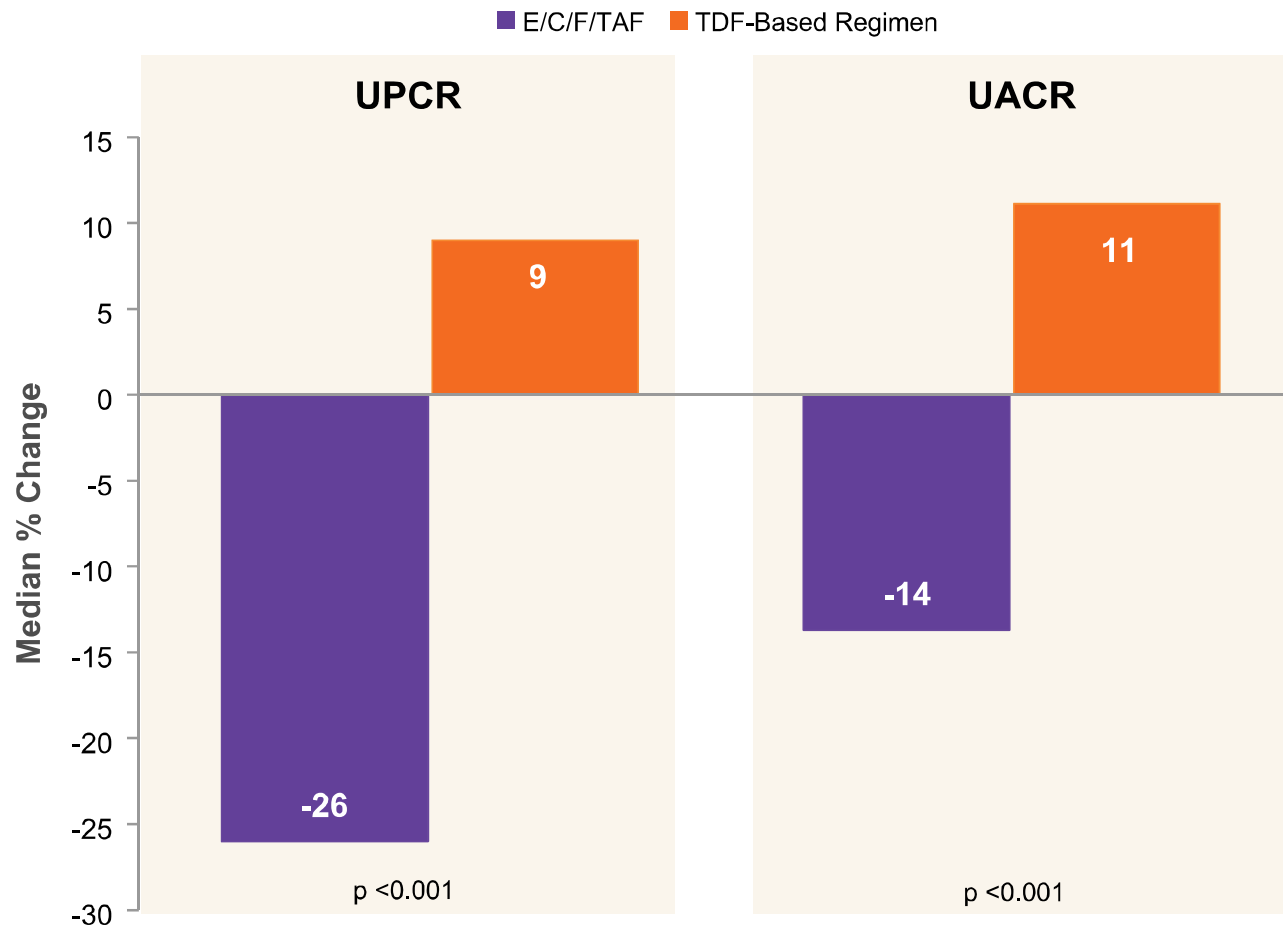 E/C/F/TAF TDF-Based Regimen
UPCR
UACR
Median % Change
15
10
5
0
-5
-10
-15
-20
-25
-30
9
-26
p <0.001
11
-14
p <0.001